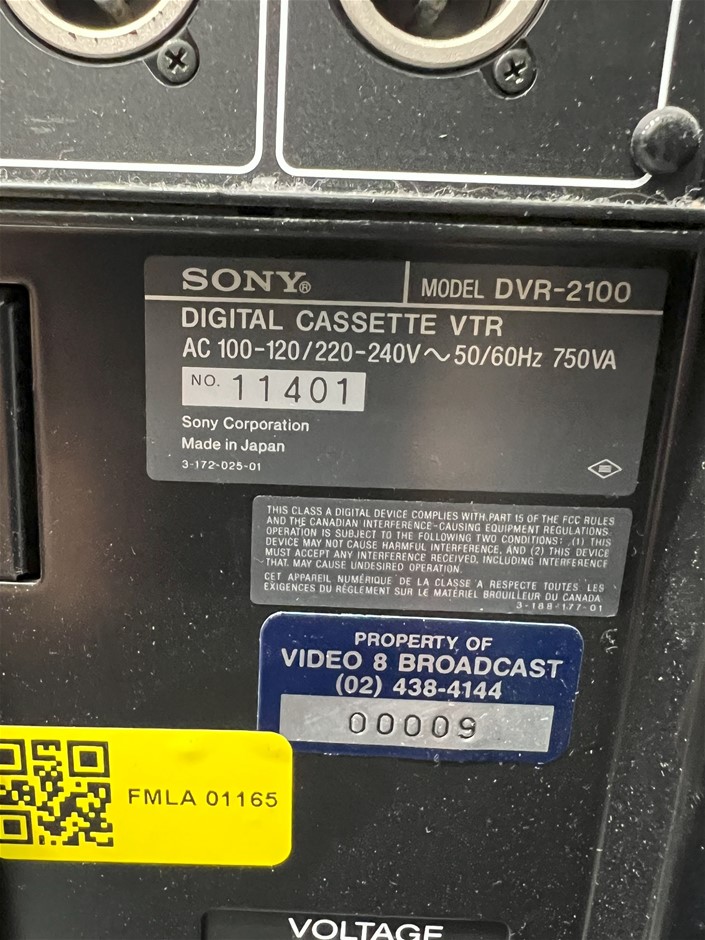 SONY® MODEL DVR-2100
DIGITAL CASSETTE VTR
AC 100-120/220-240V～50/60Hz 750VA
NO. 11401
Sony Corporation
Made in Japan
3-172-025-01
THIS CLASS A DIGITAL DEVICE COMPLIES WITH PART 15 OF THE FCC RULES
AND THE CANADIAN INTERFERENCE-CAUSING EQUIPMENT REGULATIONS.
OPERATION IS SUBJECT TO THE FOLLOWING TWO CONDITIONS: (1) THIS
DEVICE MAY NOT CAUSE HARMFUL INTERFERENCE, AND (2) THIS DEVICE
MUST ACCEPT ANY INTERFERENCE RECEIVED, INCLUDING INTERFERENCE
THAT MAY CAUSE UNDESIRED OPERATION.
CET APPAREIL NUMÉRIQUE DE LA CLASSE A RESPECTE TOUTES LES
EXIGENCES DU RÈGLEMENT SUR LE MATÉRIEL BROUILLEUR DU CANADA.
3-188-177-01
PROPERTY OF
VIDEO 8 BROADCAST
(02) 438-4144
00009
FMLA 01165
VOLTAGE